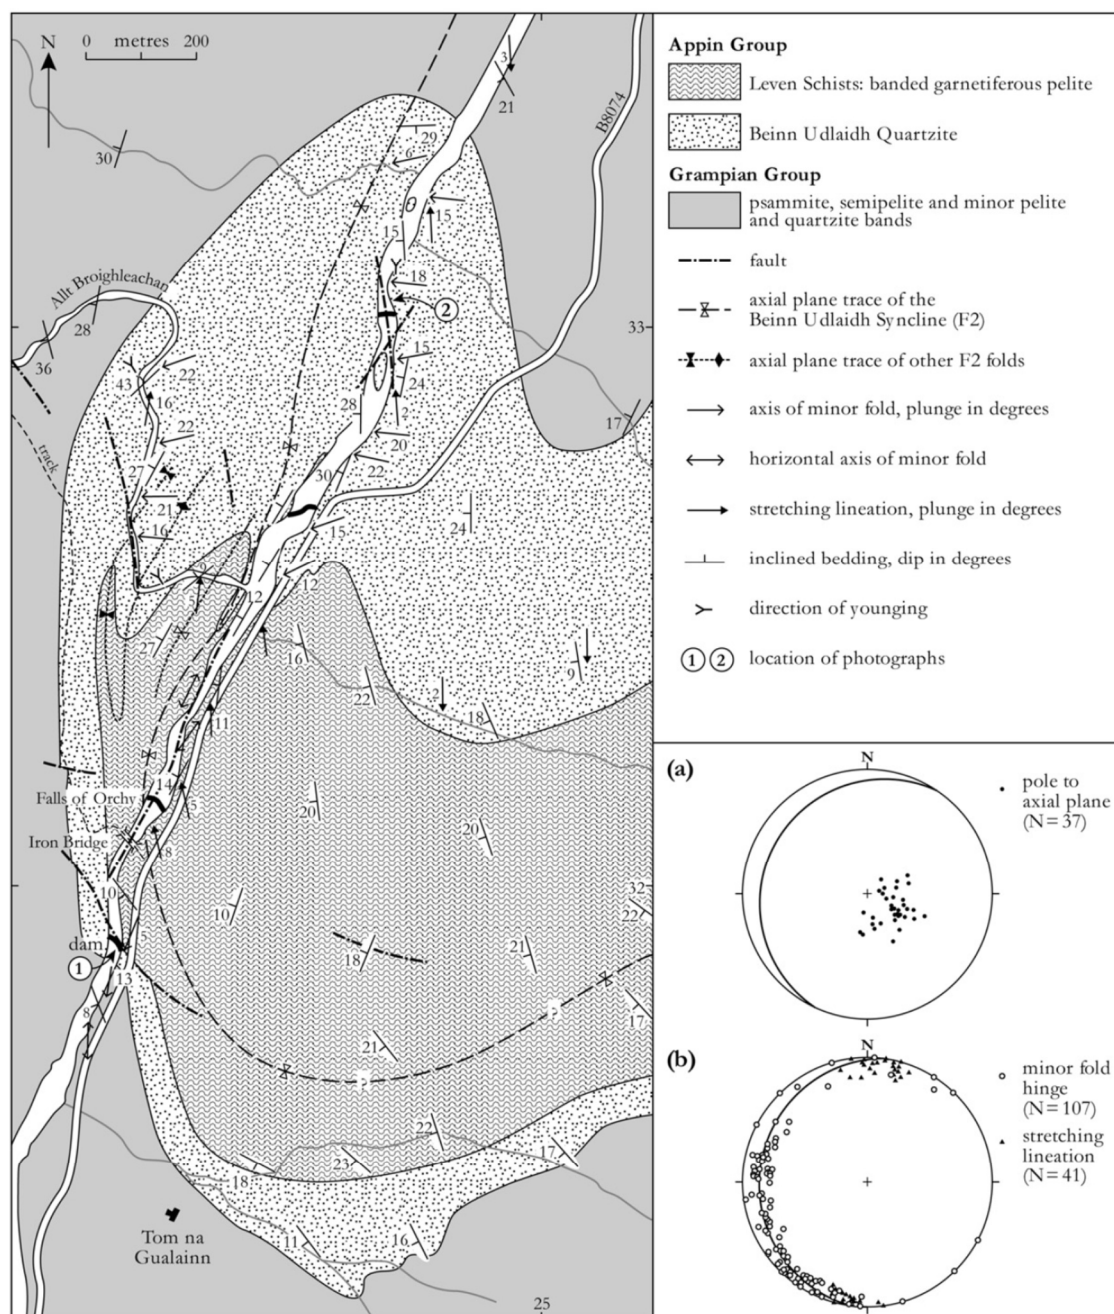 N
0 metres 200
3
21
B8074
30
29
6
15
15
Allt Broighleachan
28
18
2
33
36
43
22
16
15
24
track
22
28
2
17
27
20
22
21
30
24
16
15
9
12
12
27
16
9
22
2
18
11
14
Falls of Orchy
5
20
Iron Bridge
8
20
10
32
10
22
5
dam
21
1
18
13
?
17
8
21
?
22
17
23
18
11
16
Tom na
Gualainn
25
Appin Group
Leven Schists: banded garnetiferous pelite
Beinn Udlaidh Quartzite
Grampian Group
psammite, semipelite and minor pelite
and quartzite bands
fault
axial plane trace of the
Beinn Udlaidh Syncline (F2)
axial plane trace of other F2 folds
axis of minor fold, plunge in degrees
horizontal axis of minor fold
stretching lineation, plunge in degrees
inclined bedding, dip in degrees
direction of younging
1 2 location of photographs
(a)
N
pole to
axial plane
(N=37)
(b)
N
minor fold
hinge
(N=107)
stretching
lineation
(N=41)